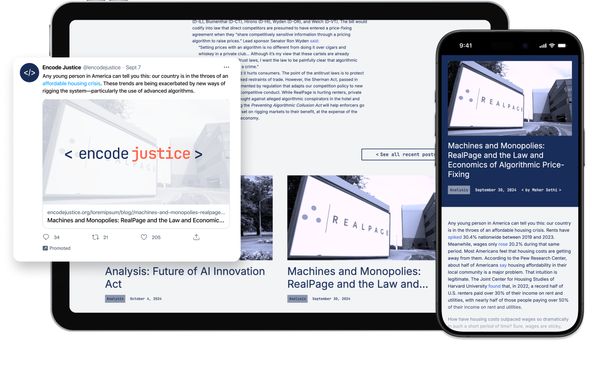 Encode Justice @encodejustice · Sept 7
Any young person in America can tell you this: our country is in the throes of an
affordable housing crisis. These trends are being exacerbated by new ways of
rigging the system—particularly the use of advanced algorithms.
< encode justice >
encodejustice.org/loremipsum/blog/machines-and-monopolies-realpage...
Machines and Monopolies: RealPage and the Law and Economic...
34
21
205
Promoted
(D-IL), Blumenthal (D-CT), Hirono (D-HI), Wyden (D-OR), and Welch (D-VT). The bill would
codify into law that direct competitors are presumed to have entered a price-fixing
agreement when they "share competitively sensitive information through a pricing
algorithm to raise prices." Lead sponsor Senator Ron Wyden said:
"Setting prices with an algorithm is no different from doing it over cigars and
whiskey in a private club... Although it's my view that these cartels are already
trust laws, I want the law to be painfully clear that algorithmic
a crime."
it hurts consumers. The point of the antitrust laws is to protect
restraints of trade. However, the Sherman Act, passed in
mented by regulation that adapts our competition policy to new
competitive conduct. While RealPage is hurting renters, private
ought against alleged algorithmic conspirators in the hotel and
the Preventing Algorithmic Collusion Act will help enforcers go
set on rigging markets to their benefit, at the expense of the
economy.
<See all recent posts
REALPAGE
Analysis: Future of AI Innovation
Act
Analysis
October 4, 2024
Machines and Monopolies:
RealPage and the Law and...
Analysis
September 30, 2024
9:41
REALPAGE
Machines and Monopolies:
RealPage and the Law and
Economics of Algorithmic Price-
Fixing
Analysis
September 30, 2024
< by Maher Sethi >
Any young person in America can tell you this: our country
is in the throes of an affordable housing crisis. Rents have
spiked 30.4% nationwide between 2019 and 2023.
Meanwhile, wages only rose 20.2% during that same
period. Most Americans feel that housing costs are getting
away from them. According to the Pew Research Center,
about half of Americans say housing affordability in their
local community is a major problem. That intuition is
legitimate. The Joint Center for Housing Studies of
Harvard University found that, in 2022, a record half of
U.S. renters paid over 30% of their income on rent and
utilities, with nearly half of those people paying over 50%
of their income on rent and utilities.
How have housing costs outpaced wages so dramatically
in such a short period of time? Sure, wages are sticky,